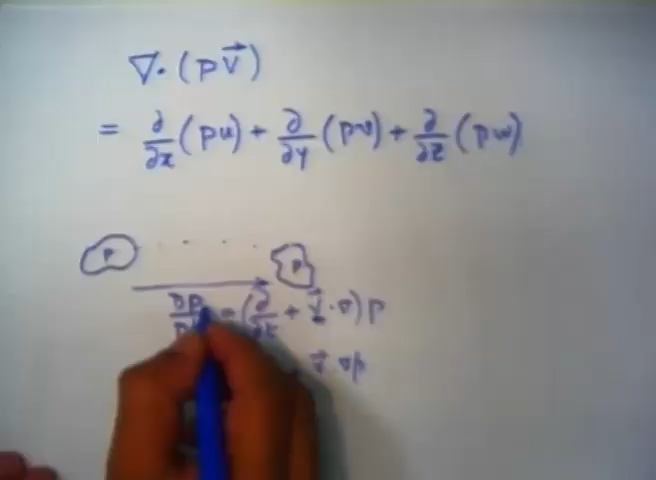 ∇·(ρV⃗)
= ∂/∂x (ρu) + ∂/∂y (ρv) + ∂/∂z (ρw)
ρ ρ
Dρ/Dt = (∂/∂t + V⃗·∇)ρ
V⃗·∇ρ